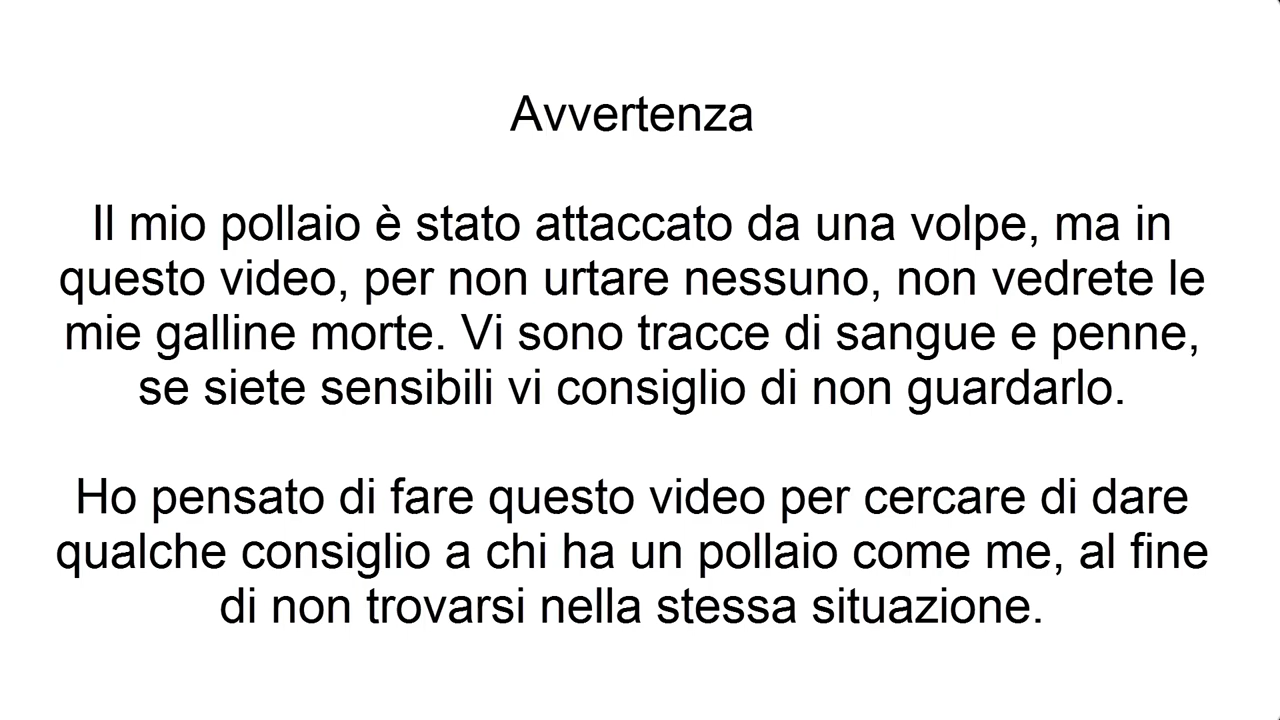 Avvertenza
Il mio pollaio è stato attaccato da una volpe, ma in
questo video, per non urtare nessuno, non vedrete le
mie galline morte. Vi sono tracce di sangue e penne,
se siete sensibili vi consiglio di non guardarlo.
Ho pensato di fare questo video per cercare di dare
qualche consiglio a chi ha un pollaio come me, al fine
di non trovarsi nella stessa situazione.